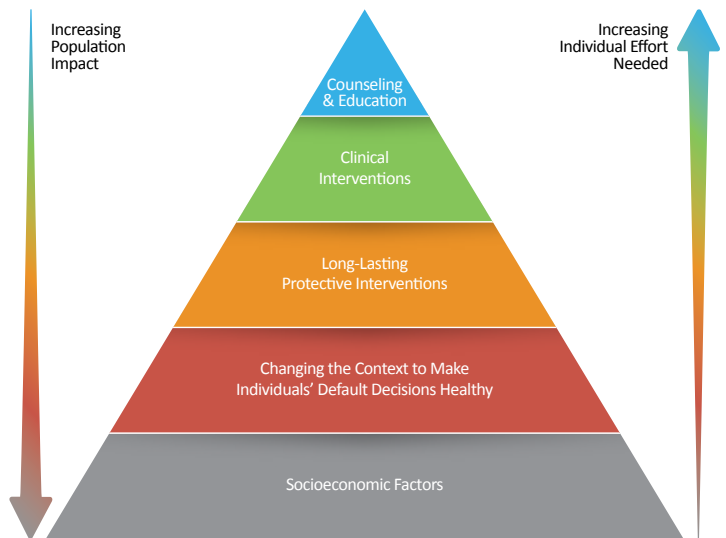 Increasing
Population
Impact
Increasing
Individual Effort
Needed
Counseling
& Education
Clinical
Interventions
Long-Lasting
Protective Interventions
Changing the Context to Make
Individuals’ Default Decisions Healthy
Socioeconomic Factors